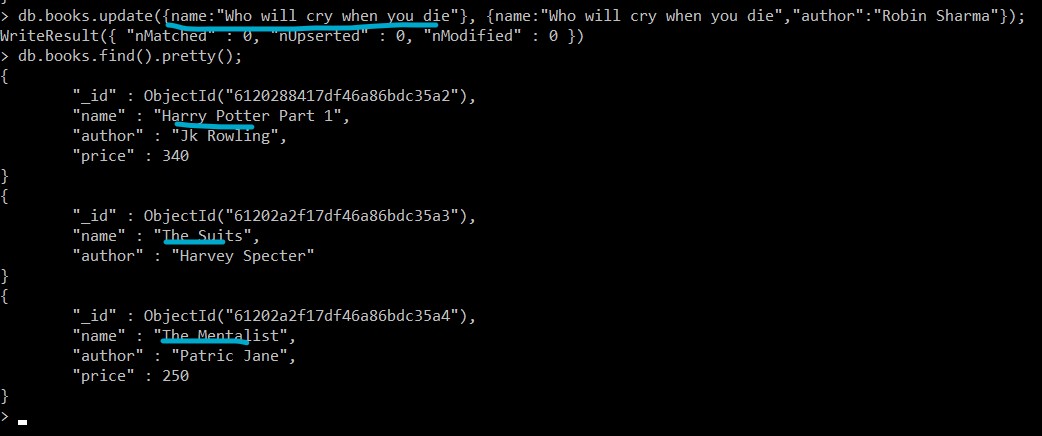 > db.books.update({name:"Who will cry when you die"}, {name:"Who will cry when you die","author":"Robin Sharma"});
WriteResult({ "nMatched" : 0, "nUpserted" : 0, "nModified" : 0 })
> db.books.find().pretty();
{
"_id" : ObjectId("6120288417df46a86bdc35a2"),
"name" : "Harry Potter Part 1",
"author" : "Jk Rowling",
"price" : 340
}
{
"_id" : ObjectId("61202a2f17df46a86bdc35a3"),
"name" : "The Suits",
"author" : "Harvey Specter"
}
{
"_id" : ObjectId("61202a2f17df46a86bdc35a4"),
"name" : "The Mentalist",
"author" : "Patric Jane",
"price" : 250
}
>